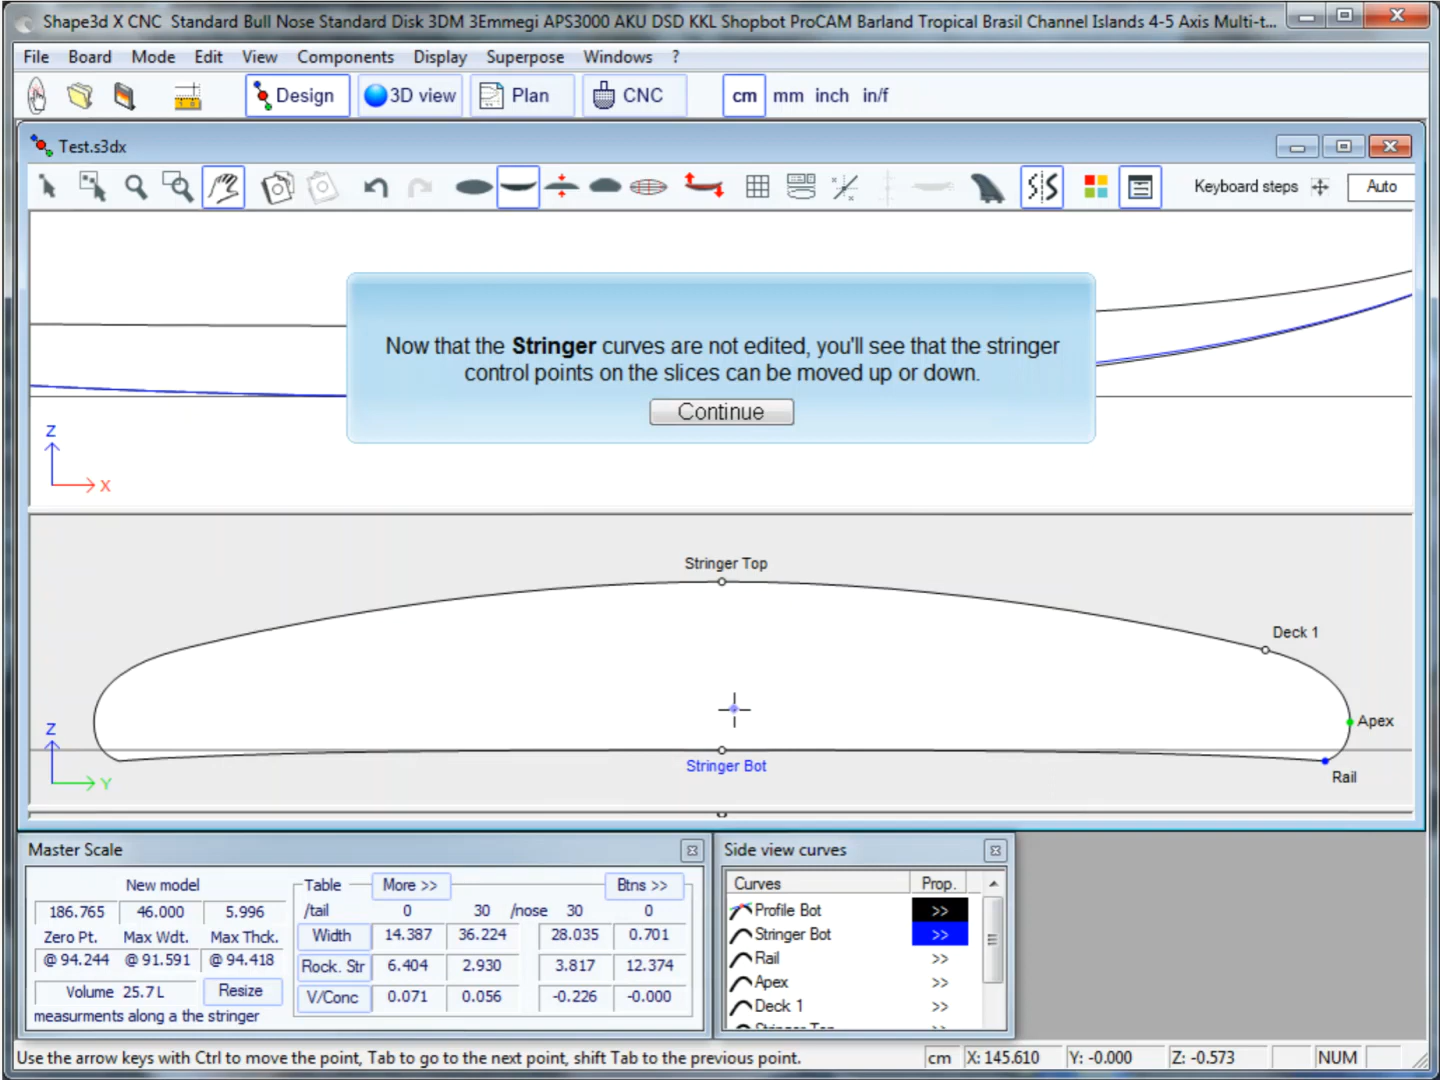 Shape3d X CNC  Standard Bull Nose Standard Disk 3DM 3Emmegi APS3000 AKU DSD KKL Shopbot ProCAM Barland Tropical Brasil Channel Islands 4-5 Axis Multi-t...
File Board Mode Edit View Components Display Superpose Windows ?
Design 3D view Plan CNC cm mm inch in/f
Test.s3dx
Keyboard steps Auto
Now that the Stringer curves are not edited, you'll see that the stringer
control points on the slices can be moved up or down.
Continue
Z
X
Stringer Top
Deck 1
Apex
Z
Stringer Bot
Rail
Y
Master Scale
New model
186.765 46.000 5.996
Zero Pt. Max Wdt. Max Thck.
@ 94.244 @ 91.591 @ 94.418
Volume 25.7 L Resize
measurments along a the stringer
Table More >> Btns >>
/tail 0 30 /nose 30 0
Width 14.387 36.224 28.035 0.701
Rock. Str 6.404 2.930 3.817 12.374
V/Conc 0.071 0.056 -0.226 -0.000
Side view curves
Curves Prop.
Profile Bot >>
Stringer Bot >>
Rail >>
Apex >>
Deck 1 >>
Stringer Top >>
Use the arrow keys with Ctrl to move the point, Tab to go to the next point, shift Tab to the previous point.
cm X: 145.610 Y: -0.000 Z: -0.573 NUM